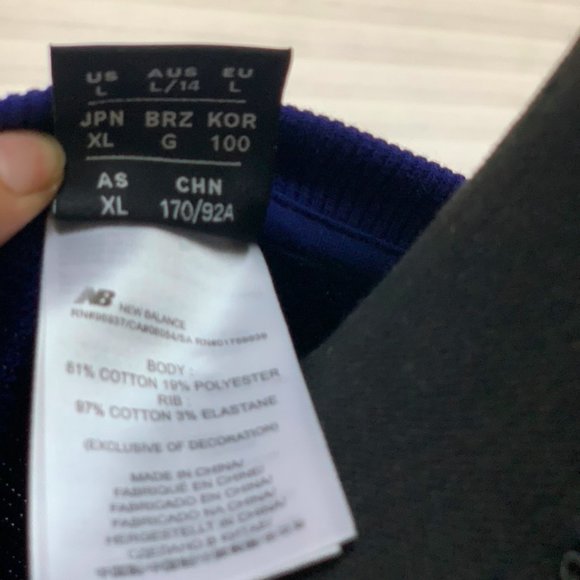 US AUS EU
L L/14 L
JPN BRZ KOR
XL G 100
AS CHN
XL 170/92A
NB NEW BALANCE
BODY :
81% COTTON 19% POLYESTER
RIB :
97% COTTON 3% ELASTANE
(EXCLUSIVE OF DECORATION)
MADE IN CHINA/
FABRIQUÉ EN CHINE/
FABRICADO EN CHINA/
FABRICADO NA CHINA/
HERGESTELLT IN CHINA/